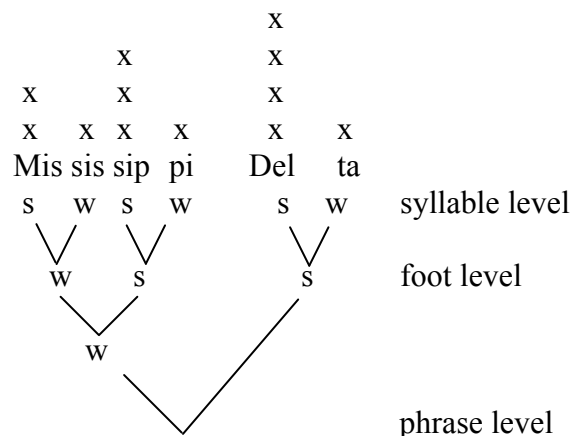 x
x
x x
x x x
x x x x x x
Mis sis sip pi Del ta
s w s w s w syllable level
w s s foot level
w
phrase level